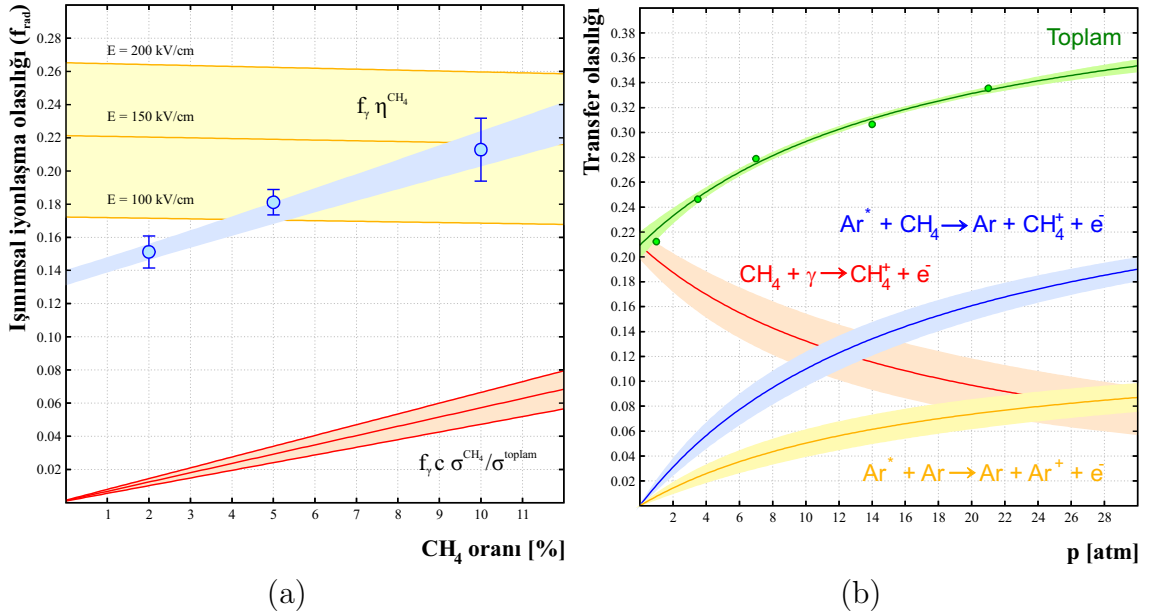 Işınımsal iyonlaşma olasılığı (f_rad)
0.28
0.26
0.24
0.22
0.20
0.18
0.16
0.14
0.12
0.10
0.08
0.06
0.04
0.02
E = 200 kV/cm
E = 150 kV/cm
E = 100 kV/cm
f_γ η^CH₄
f_γ c σ^CH₄/σ^toplam
1 2 3 4 5 6 7 8 9 10 11
CH₄ oranı [%]
(a)
Transfer olasılığı
0.38
0.36
0.34
0.32
0.30
0.28
0.26
0.24
0.22
0.20
0.18
0.16
0.14
0.12
0.10
0.08
0.06
0.04
0.02
Toplam
Ar* + CH₄ → Ar + CH₄⁺ + e⁻
CH₄ + γ → CH₄⁺ + e⁻
Ar* + Ar → Ar + Ar⁺ + e⁻
2 4 6 8 10 12 14 16 18 20 22 24 26 28
p [atm]
(b)